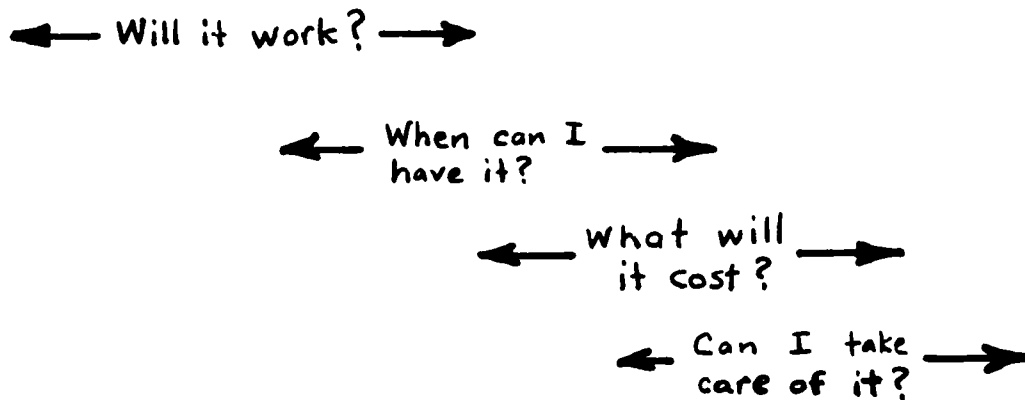 Will it work?
When can I
have it?
What will
it cost?
Can I take
care of it?